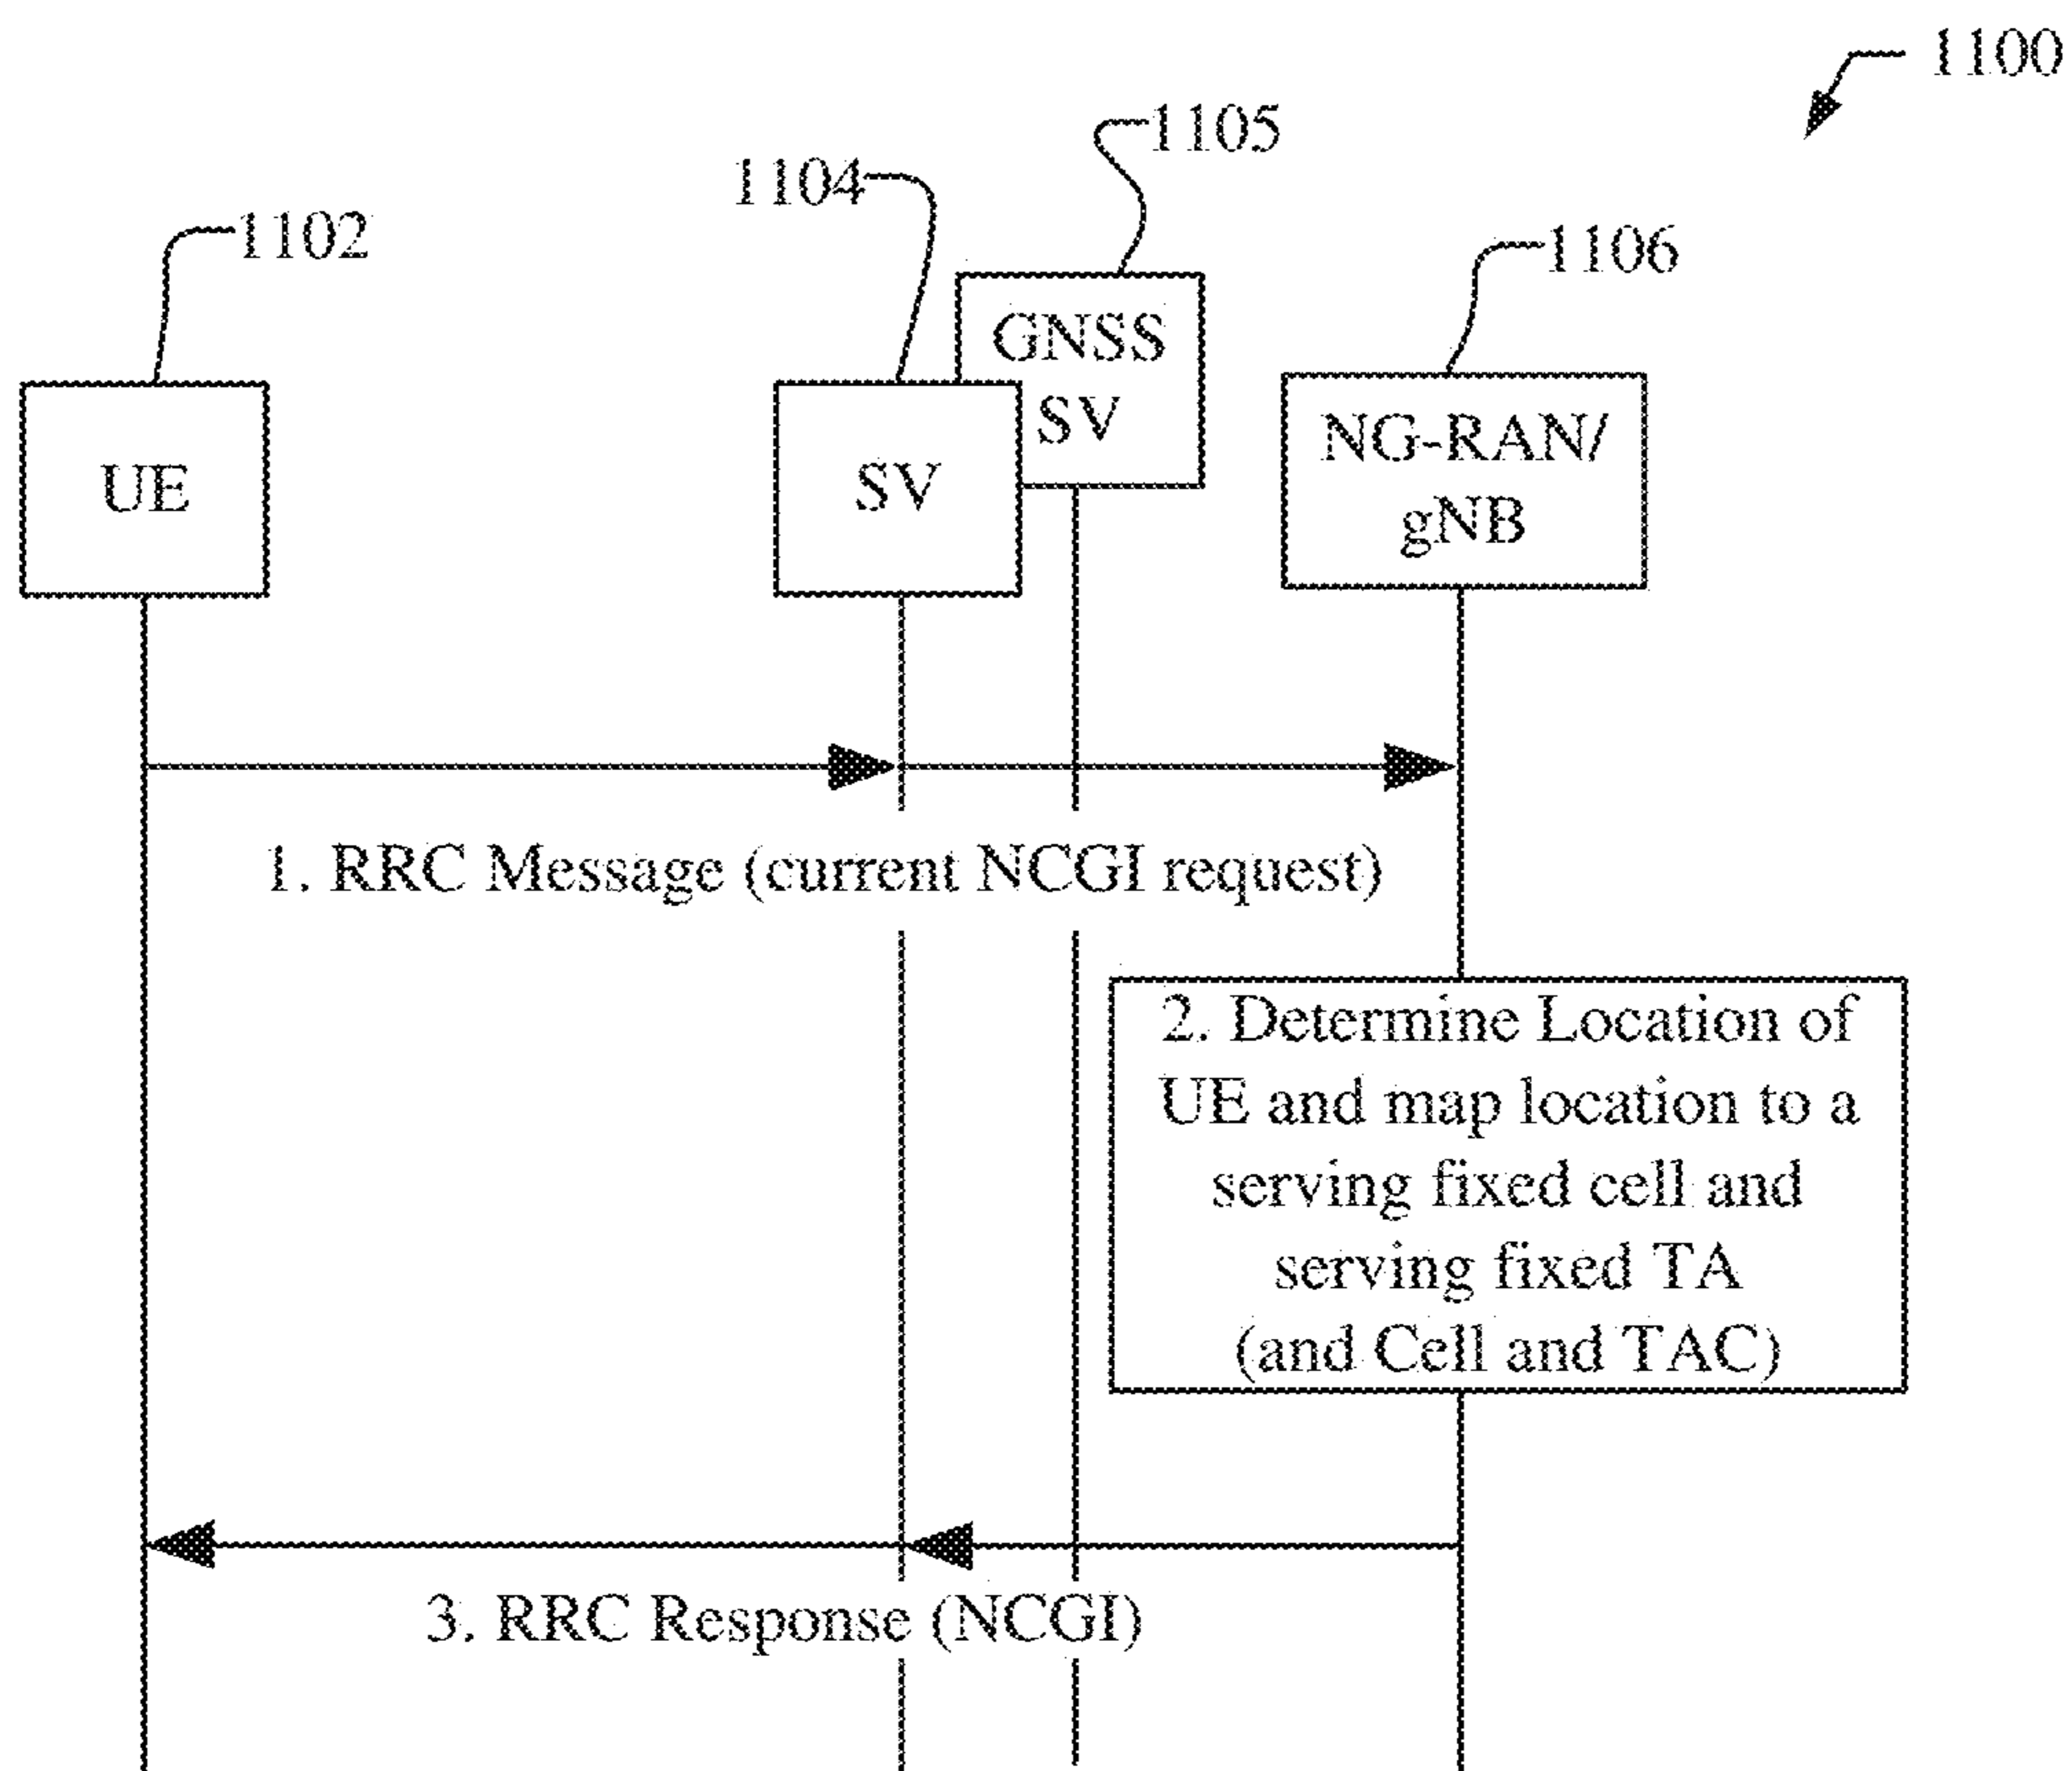 1100
1105
1104
1102
1106
GNSS
SV
NG-RAN/
gNB
UE
SV
1. RRC Message (current NCGI request)
2. Determine Location of
UE and map location to a
serving fixed cell and
serving fixed TA
(and Cell and TAC)
3. RRC Response (NCGI)